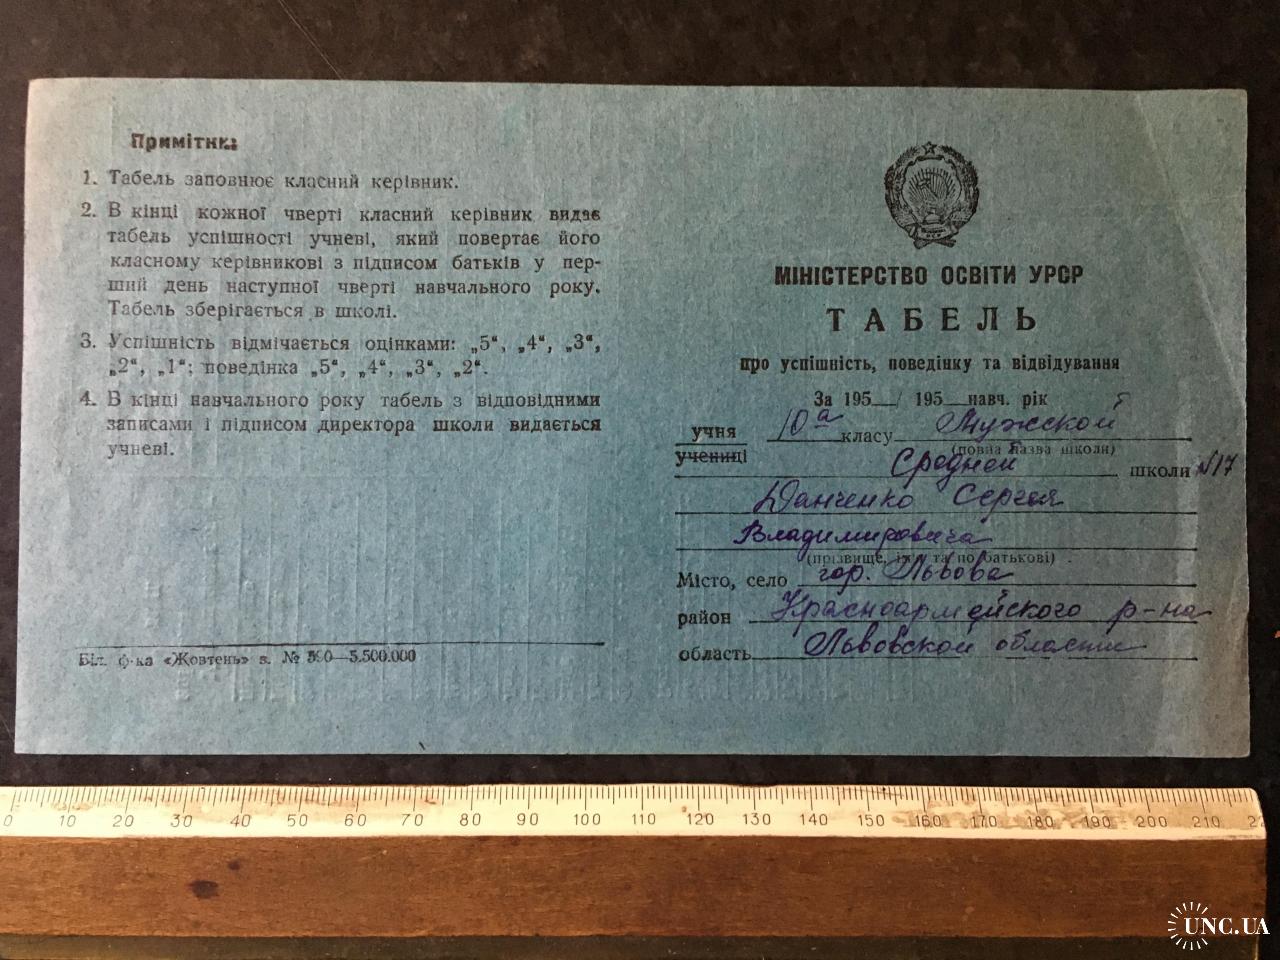 Примітка:
1. Табель заповнює класний керівник.
2. В кінці кожної чверті класний керівник видає
табель успішності учневі, який повертає його
класному керівникові з підписом батьків у пер-
ший день наступної чверті навчального року.
Табель зберігається в школі.
3. Успішність відмічається оцінками: „5“, „4“, „3“,
„2“, „1“; поведінка „5“, „4“, „3“, „2“.
4. В кінці навчального року табель з відповідними
записами і підписом директора школи видається
учневі.
Біл. ф-ка «Жовтень» з. № 5.500.000
МІНІСТЕРСТВО ОСВІТИ УРСР
ТАБЕЛЬ
про успішність, поведінку та відвідування
За 195 / 195 навч. рік
учня 10а класу Мужской
учениці (повна назва школи)
Средней школи N17
Данченко Сергея
Владимировича
(прізвище, ім'я та по батькові)
Місто, село гор. Львова
район Красноармейского р-на
область Львовской области
0 10 20 30 40 50 60 70 80 90 100 110 120 130 140 150 160 170 180 190 200 210
UNC.UA